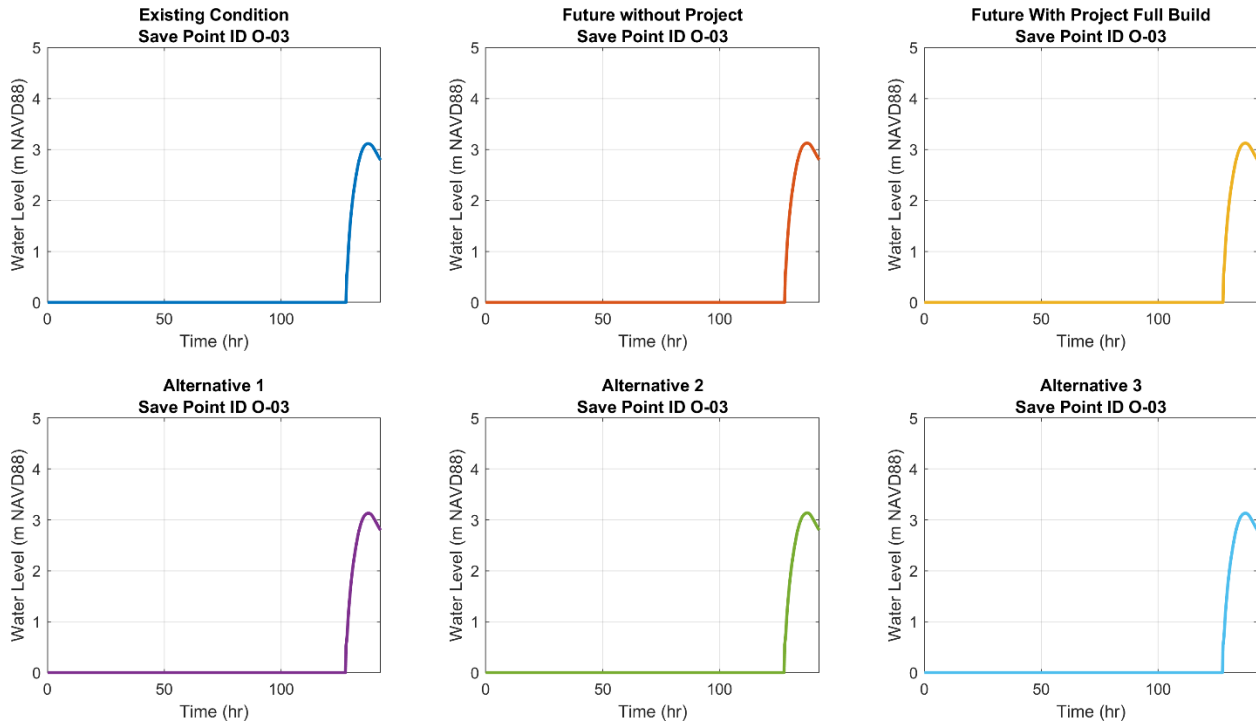 Existing Condition
Save Point ID O-03
5
4
3
2
1
0
Water Level (m NAVD88)
0
50
100
Time (hr)
Future without Project
Save Point ID O-03
5
4
3
2
1
0
Water Level (m NAVD88)
0
50
100
Time (hr)
Future With Project Full Build
Save Point ID O-03
5
4
3
2
1
0
Water Level (m NAVD88)
0
50
100
Time (hr)
Alternative 1
Save Point ID O-03
5
4
3
2
1
0
Water Level (m NAVD88)
0
50
100
Time (hr)
Alternative 2
Save Point ID O-03
5
4
3
2
1
0
Water Level (m NAVD88)
0
50
100
Time (hr)
Alternative 3
Save Point ID O-03
5
4
3
2
1
0
Water Level (m NAVD88)
0
50
100
Time (hr)